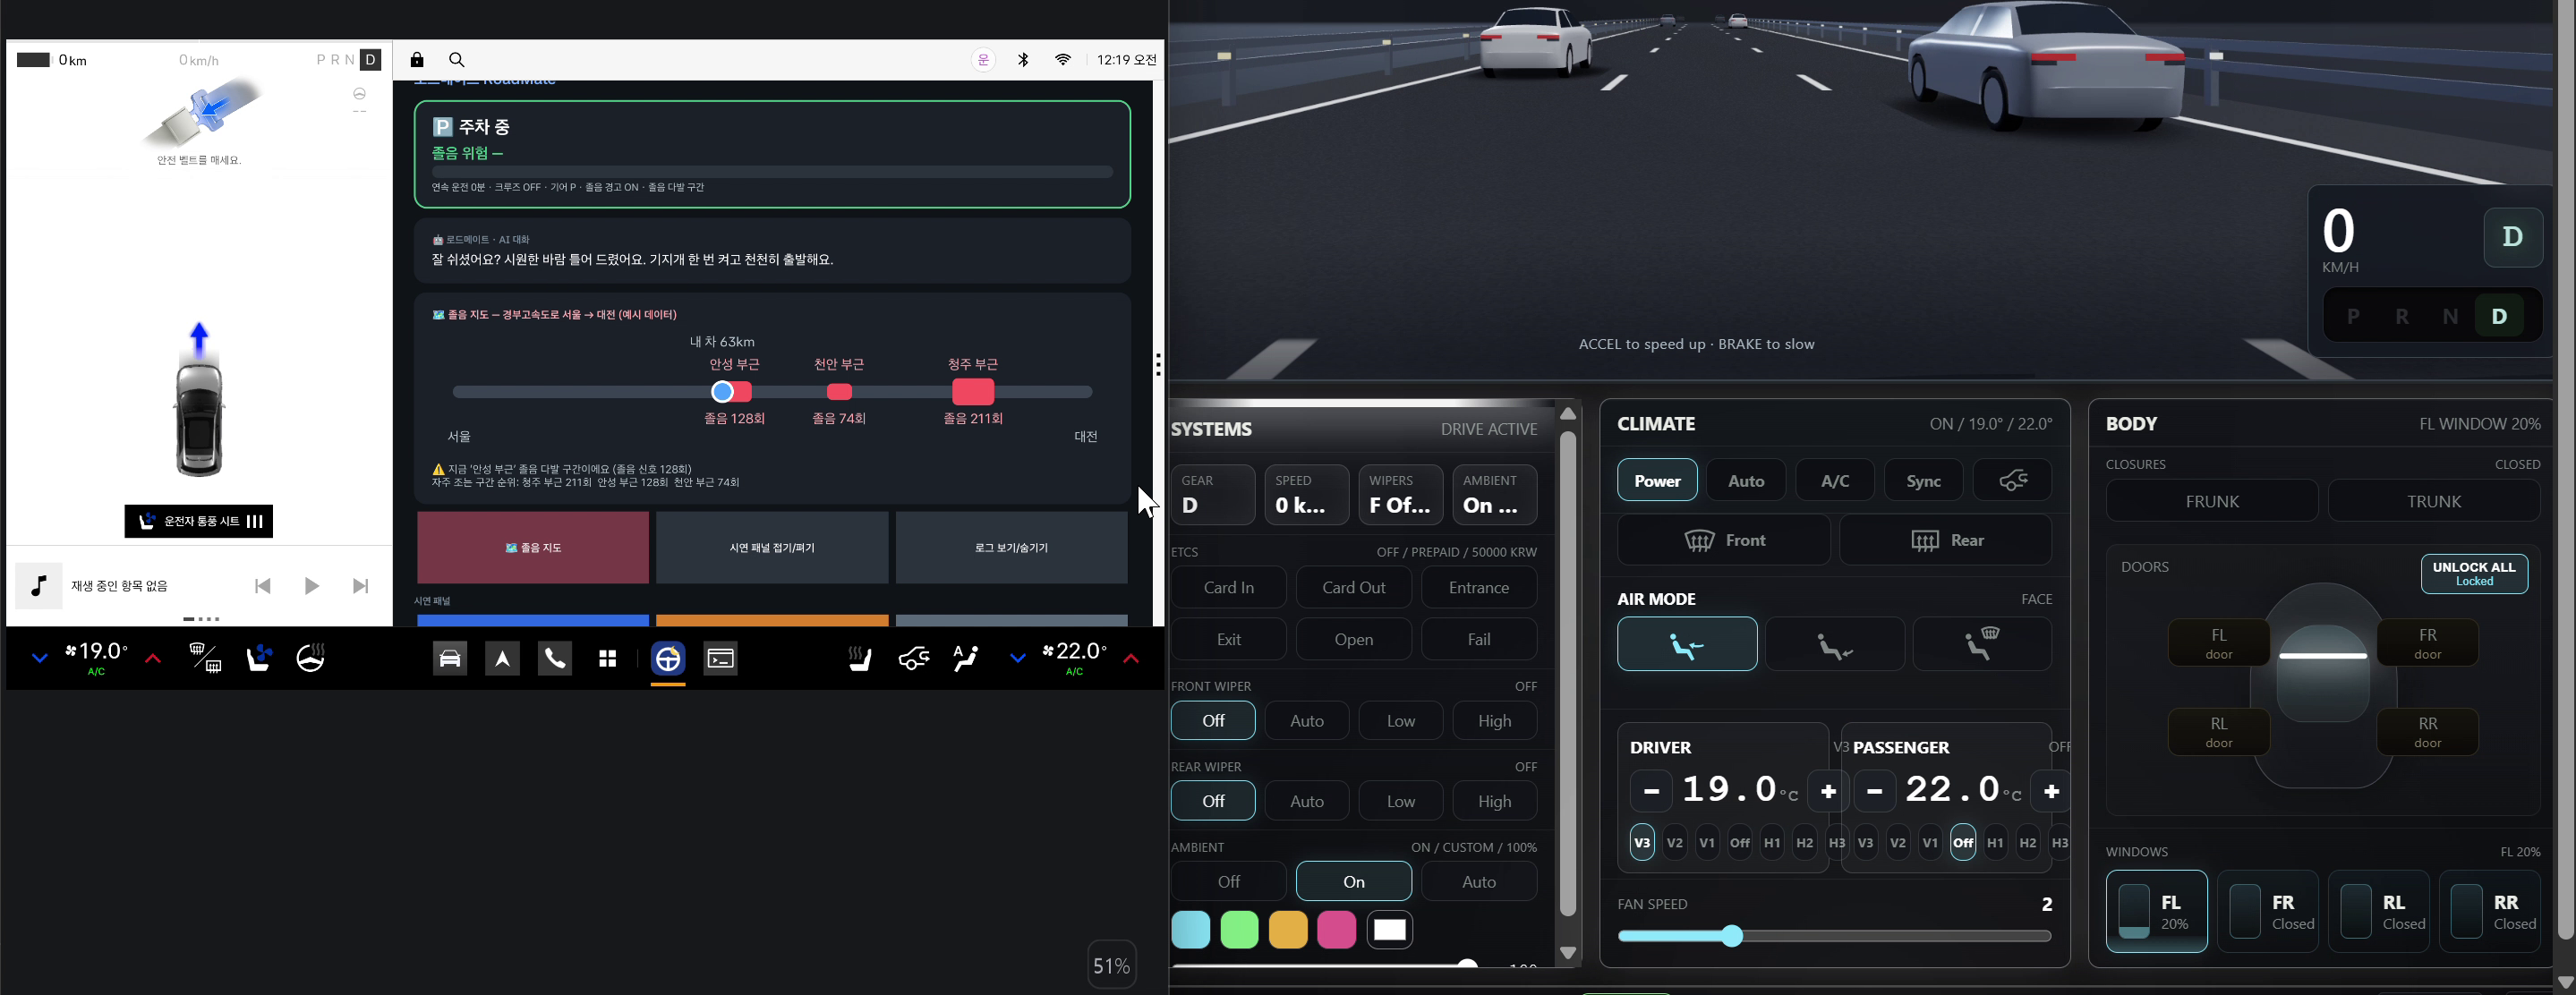 0 km
0 km/h
P R N D
안전 벨트를 매세요.
운전자 통풍 시트
재생 중인 항목 없음
운
12:19 오전
로드메이트 RoadMate
P 주차 중
졸음 위험 —
연속 운전 0분 · 크루즈 OFF · 기어 P · 졸음 경고 ON · 졸음 다발 구간
로드메이트 · AI 대화
잘 쉬셨어요? 시원한 바람 틀어 드렸어요. 기지개 한 번 켜고 천천히 출발해요.
졸음 지도 — 경부고속도로 서울 → 대전 (예시 데이터)
내 차 63km
안성 부근
천안 부근
청주 부근
졸음 128회
졸음 74회
졸음 211회
서울
대전
지금 '안성 부근' 졸음 다발 구간이에요 (졸음 신호 128회)
자주 조는 구간 순위: 청주 부근 211회 안성 부근 128회 천안 부근 74회
졸음 지도
시연 패널 접기/펴기
로그 보기/숨기기
시연 패널
19.0°
A/C
A
22.0°
A/C
51%
0
KM/H
D
P R N D
ACCEL to speed up · BRAKE to slow
SYSTEMS
DRIVE ACTIVE
GEAR
D
SPEED
0 k...
WIPERS
F Of...
AMBIENT
On ...
ETCS
OFF / PREPAID / 50000 KRW
Card In
Card Out
Entrance
Exit
Open
Fail
FRONT WIPER
OFF
Off
Auto
Low
High
REAR WIPER
OFF
Off
Auto
Low
High
AMBIENT
ON / CUSTOM / 100%
Off
On
Auto
CLIMATE
ON / 19.0° / 22.0°
Power
Auto
A/C
Sync
Front
Rear
AIR MODE
FACE
DRIVER
V3
19.0°C
V3 V2 V1 Off H1 H2 H3
PASSENGER
OFF
22.0°C
V3 V2 V1 Off H1 H2 H3
FAN SPEED
2
BODY
FL WINDOW 20%
CLOSURES
CLOSED
FRUNK
TRUNK
DOORS
UNLOCK ALL
Locked
FL
door
FR
door
RL
door
RR
door
WINDOWS
FL 20%
FL
20%
FR
Closed
RL
Closed
RR
Closed